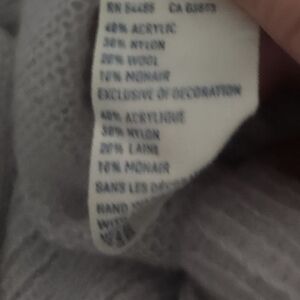 RN 54485 CA 03653
40% ACRYLIC
30% NYLON
20% WOOL
10% MOHAIR
EXCLUSIVE OF DECORATION
40% ACRYLIQUE
30% NYLON
20% LAINE
10% MOHAIR
SANS LES
HAND